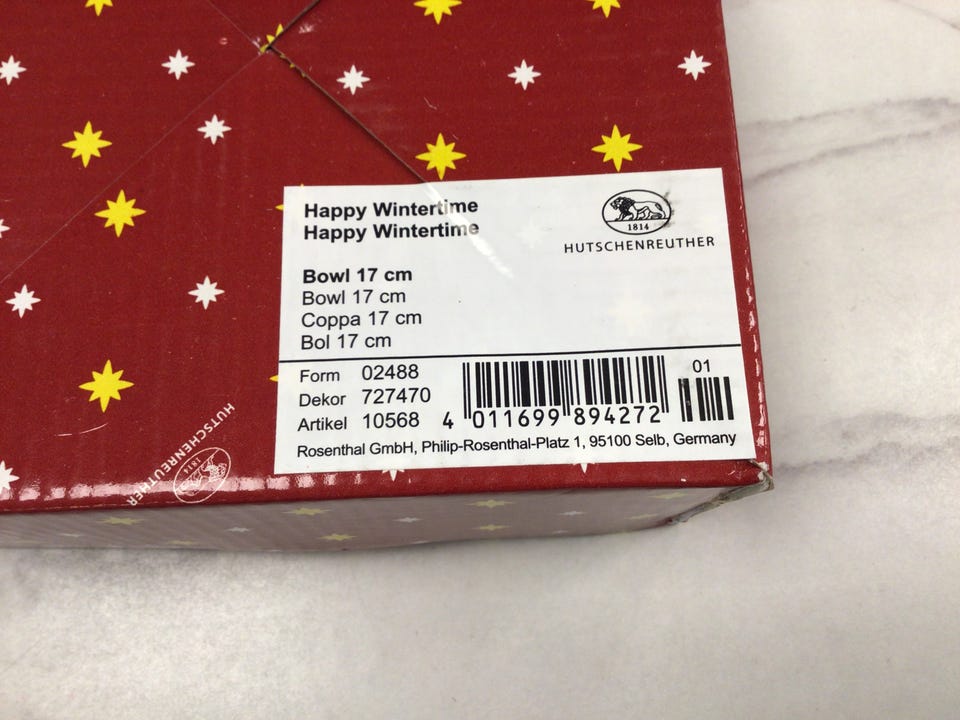 Happy Wintertime
Happy Wintertime
1814
HUTSCHENREUTHER
Bowl 17 cm
Bowl 17 cm
Coppa 17 cm
Bol 17 cm
Form 02488
Dekor 727470
Artikel 10568
4 011699 894272
01
Rosenthal GmbH, Philip-Rosenthal-Platz 1, 95100 Selb, Germany
1814
HUTSCHENREUTHER